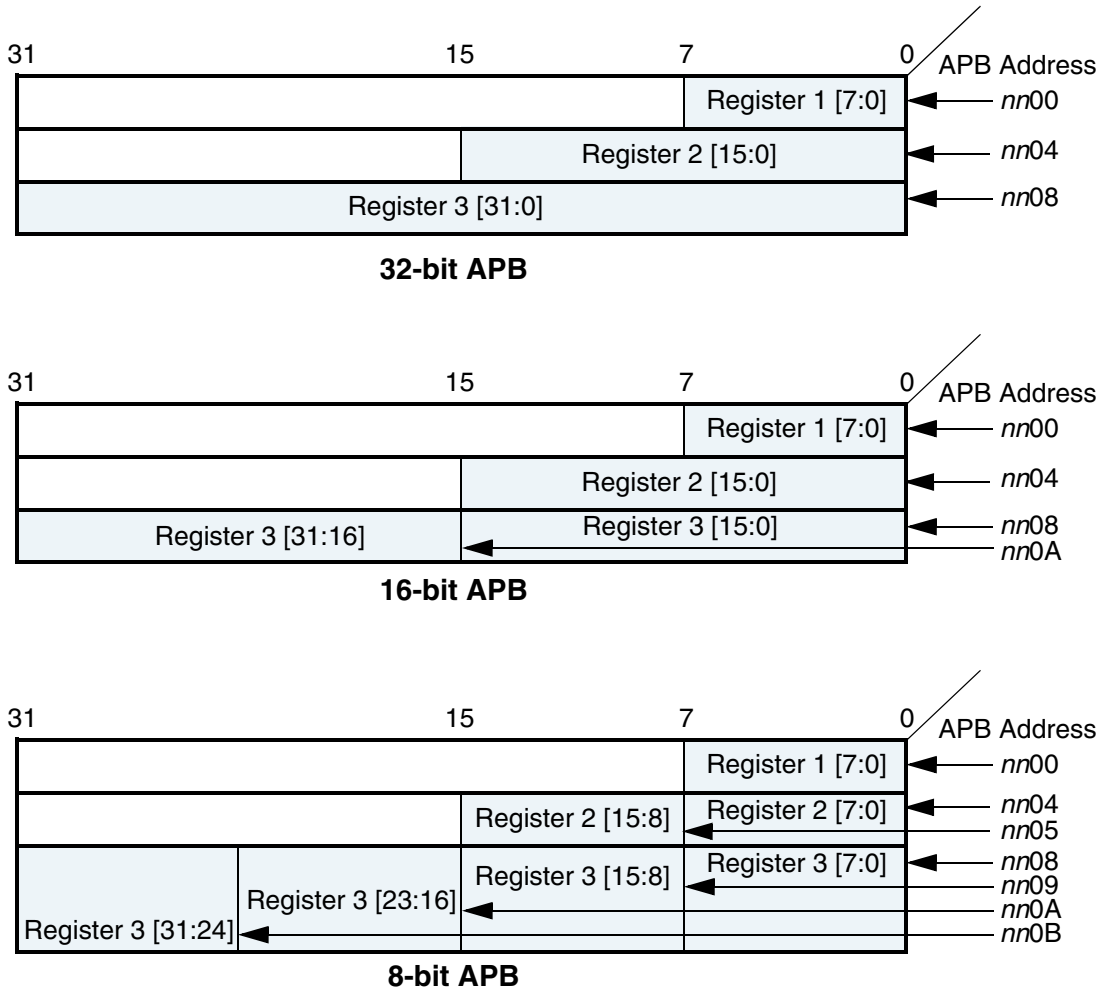 31 15 7 0
APB Address
Register 1 [7:0] nn00
Register 2 [15:0] nn04
Register 3 [31:0] nn08
32-bit APB
31 15 7 0
APB Address
Register 1 [7:0] nn00
Register 2 [15:0] nn04
Register 3 [31:16] Register 3 [15:0] nn08
nn0A
16-bit APB
31 15 7 0
APB Address
Register 1 [7:0] nn00
Register 2 [15:8] Register 2 [7:0] nn04
nn05
Register 3 [31:24] Register 3 [23:16] Register 3 [15:8] Register 3 [7:0] nn08
nn09
nn0A
nn0B
8-bit APB